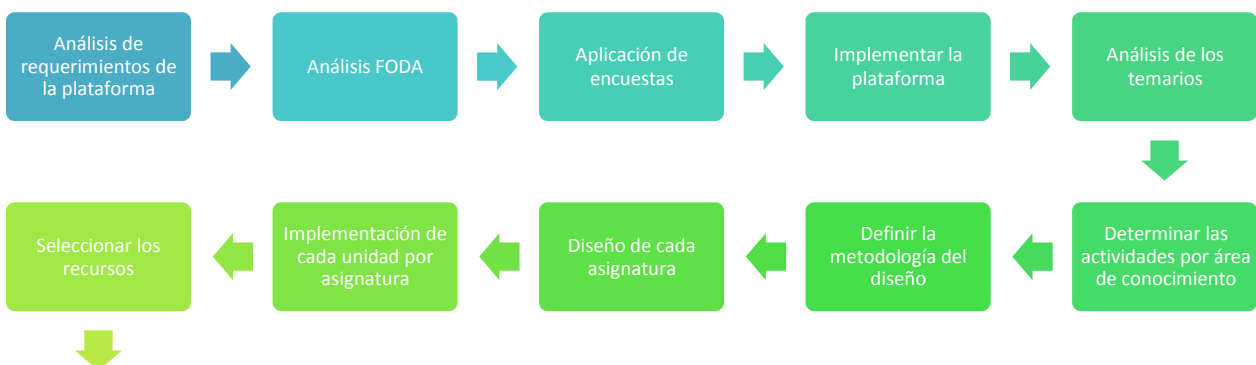 Análisis de
requerimientos de
la plataforma
Análisis FODA
Aplicación de
encuestas
Implementar la
plataforma
Análisis de los
temarios
Determinar las
actividades por área
de conocimiento
Definir la
metodología del
diseño
Diseño de cada
asignatura
Implementación de
cada unidad por
asignatura
Seleccionar los
recursos